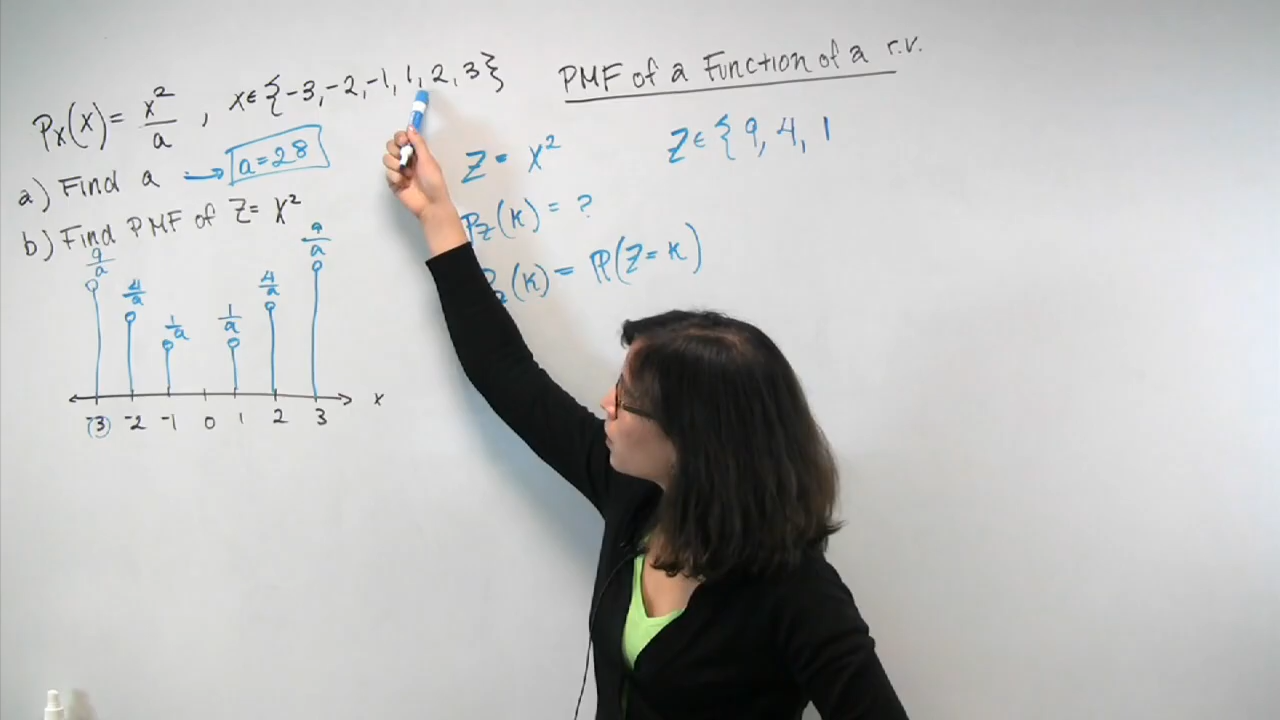 PMF of a Function of a r.v.
Px(x) = x²/a , x∈{-3,-2,-1,1,2,3}
a) Find a → a=28
b) Find PMF of Z= X²
9/a 4/a 1/a 1/a 4/a 9/a
-3 -2 -1 0 1 2 3 x
Z = X²
Z∈{9,4,1
Pz(k) = ?
Pz(k) = P(Z=k)